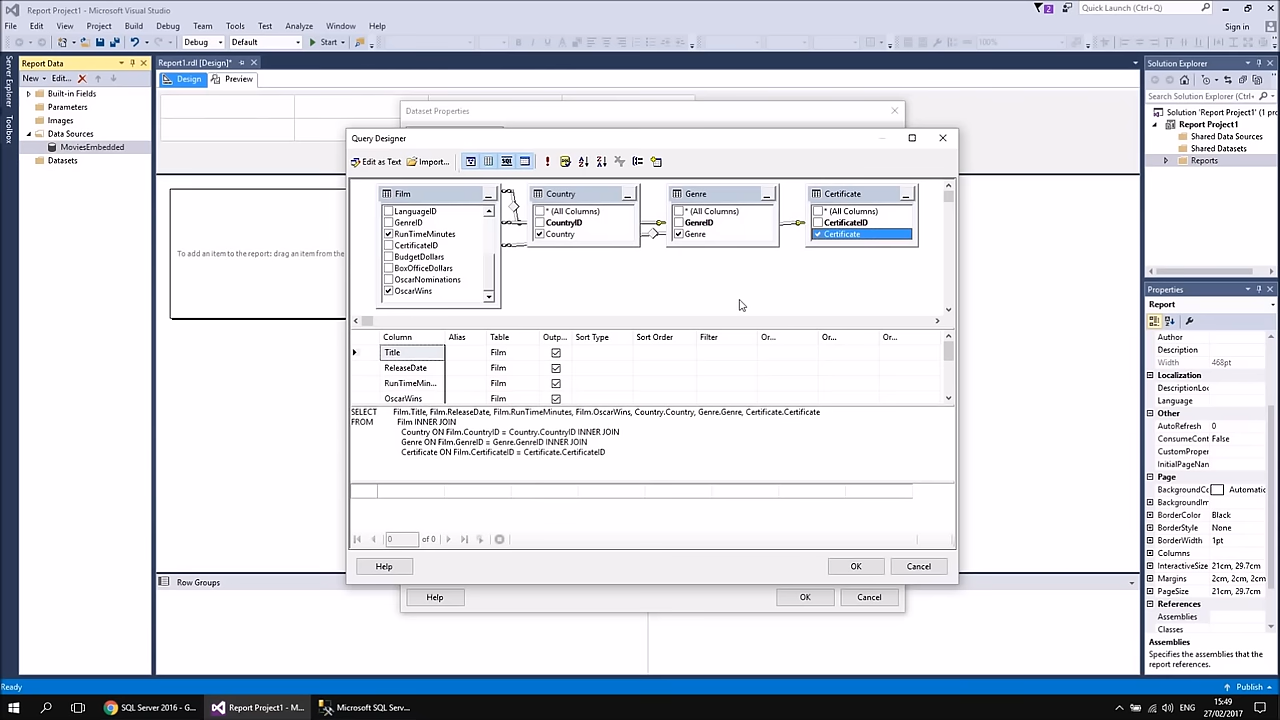 Report Project1 - Microsoft Visual Studio
2
Quick Launch (Ctrl+Q)
File Edit View Project Build Debug Team Tools Test Analyze Window Help
Sign in
Debug Default Start
100%
Server Explorer
Toolbox
Report Data
New Edit...
Built-in Fields
Parameters
Images
Data Sources
MoviesEmbedded
Datasets
Report1.rdl [Design]*
Design Preview
To add an item to the report: drag an item from the
Row Groups
Dataset Properties
Query Designer
Edit as Text Import...
Film
LanguageID
GenreID
RunTimeMinutes
CertificateID
BudgetDollars
BoxOfficeDollars
OscarNominations
OscarWins
Country
* (All Columns)
CountryID
Country
Genre
* (All Columns)
GenreID
Genre
Certificate
* (All Columns)
CertificateID
Certificate
Column Alias Table Outp... Sort Type Sort Order Filter Or... Or... Or...
Title Film
ReleaseDate Film
RunTimeMin... Film
OscarWins Film
SELECT Film.Title, Film.ReleaseDate, Film.RunTimeMinutes, Film.OscarWins, Country.Country, Genre.Genre, Certificate.Certificate
FROM Film INNER JOIN
Country ON Film.CountryID = Country.CountryID INNER JOIN
Genre ON Film.GenreID = Genre.GenreID INNER JOIN
Certificate ON Film.CertificateID = Certificate.CertificateID
0 of 0
Help OK Cancel
Help OK Cancel
Solution Explorer
Search Solution Explorer (Ctrl+
Solution 'Report Project1' (1 pro
Report Project1
Shared Data Sources
Shared Datasets
Reports
Properties
Report
Author
Description
Width 468pt
Localization
DescriptionLoc
Language
Other
AutoRefresh 0
ConsumeCont False
CustomProper
InitialPageNan
Page
BackgroundCo Automatic
BackgroundIm
BorderColor Black
BorderStyle None
BorderWidth 1pt
Columns
InteractiveSize 21cm, 29.7cm
Margins 2cm, 2cm, 2cm
PageSize 21cm, 29.7cm
References
Assemblies
Classes
Assemblies
Specifies the assemblies that the
report references.
Ready
Publish
SQL Server 2016 - G...
Report Project1 - M...
Microsoft SQL Serv...
ENG
15:49
27/02/2017